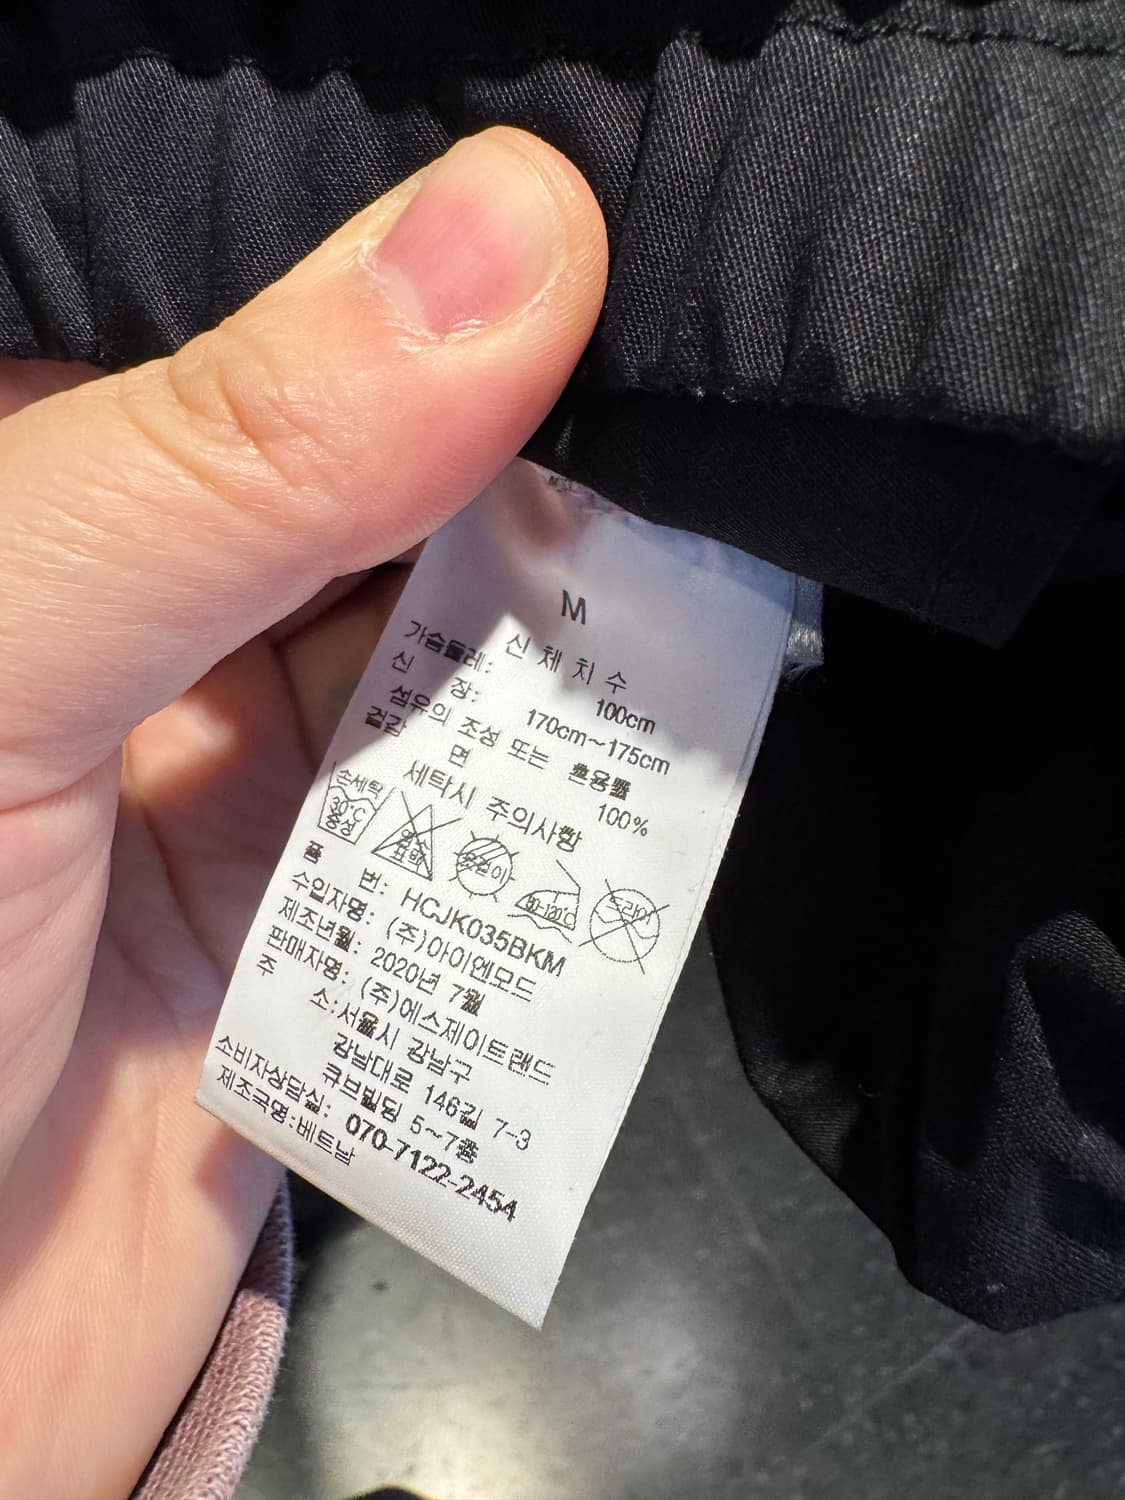 M
신 체 치 수
가슴둘레: 100cm
신 장: 170cm~175cm
섬유의 조성 또는 혼용률
겉감 면 100%
세탁시 주의사항
손세탁 30℃ 중성 염소 표백 옷걸이 80-120℃ 드라이
품 번: HCJK035BKM
수입자명: (주)아이엔모드
제조년월: 2020년 7월
판매자명: (주)에스제이트랜드
주 소:서울시 강남구
강남대로 146길 7-3
큐브빌딩 5~7층
소비자상담실: 070-7122-2454
제조국명:베트남